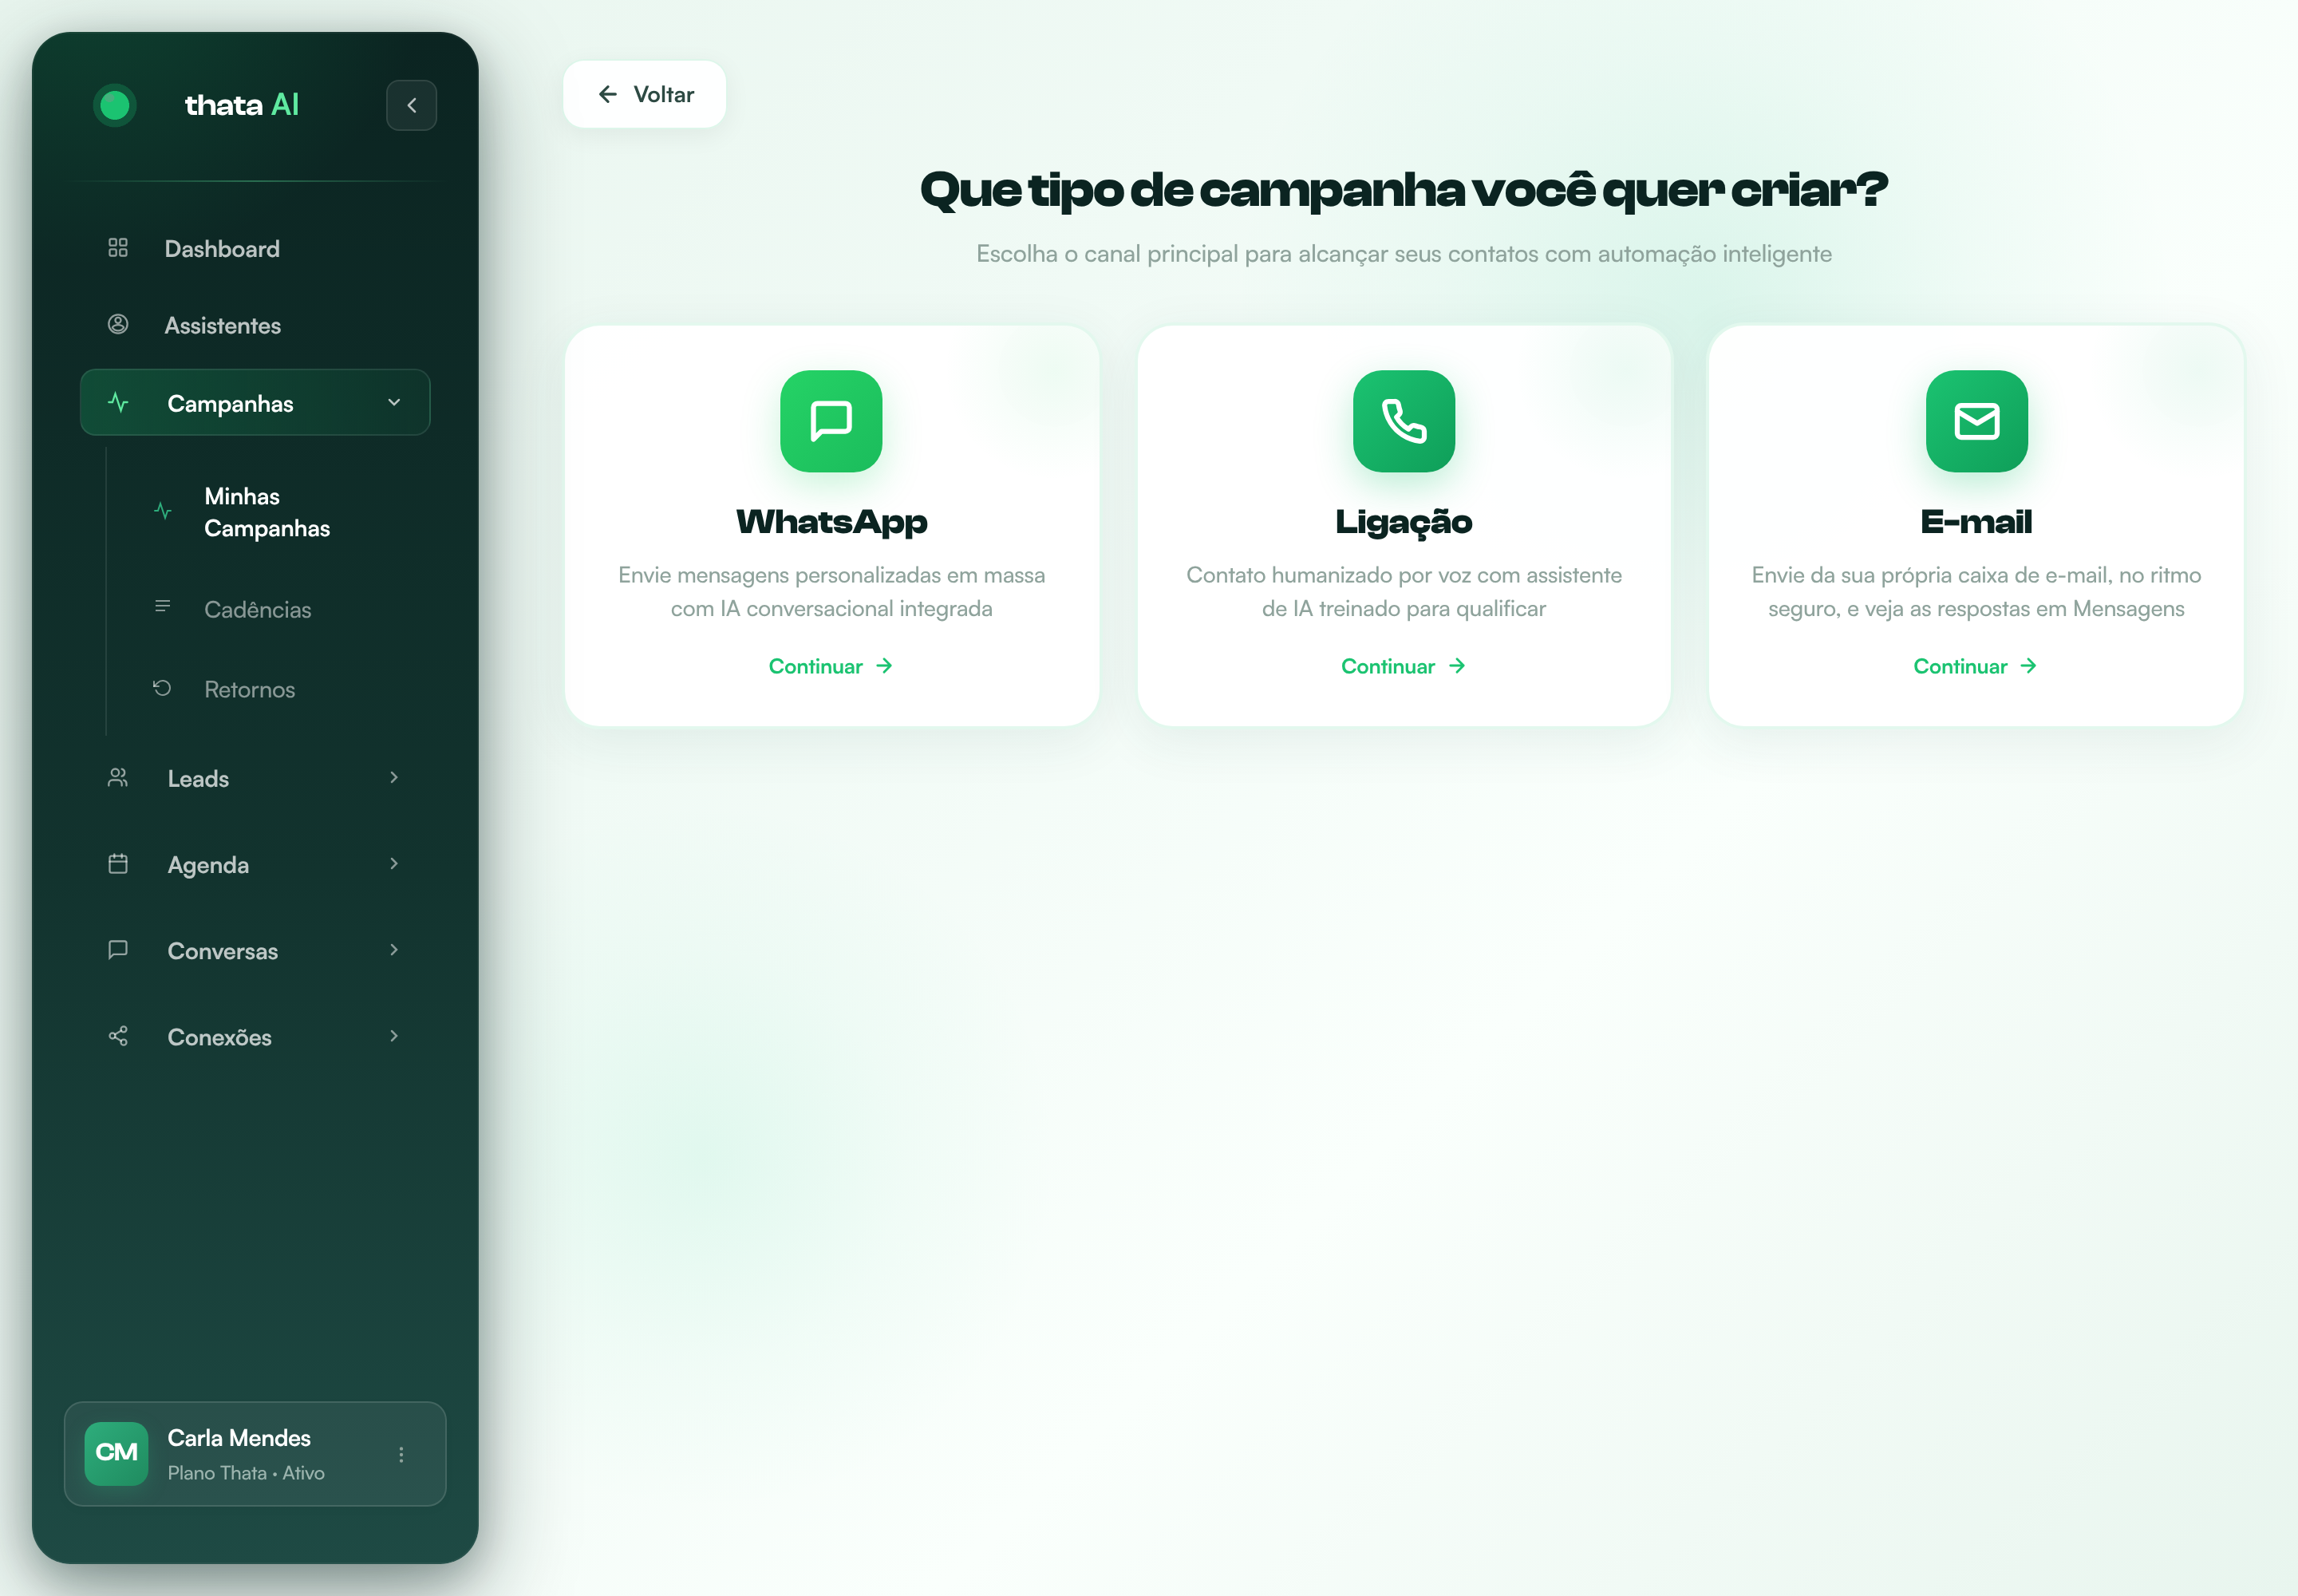 thata AI
Dashboard
Assistentes
Campanhas
Minhas
Campanhas
Cadências
Retornos
Leads
Agenda
Conversas
Conexões
CM
Carla Mendes
Plano Thata · Ativo
Voltar
Que tipo de campanha você quer criar?
Escolha o canal principal para alcançar seus contatos com automação inteligente
WhatsApp
Envie mensagens personalizadas em massa
com IA conversacional integrada
Continuar
Ligação
Contato humanizado por voz com assistente
de IA treinado para qualificar
Continuar
E-mail
Envie da sua própria caixa de e-mail, no ritmo
seguro, e veja as respostas em Mensagens
Continuar